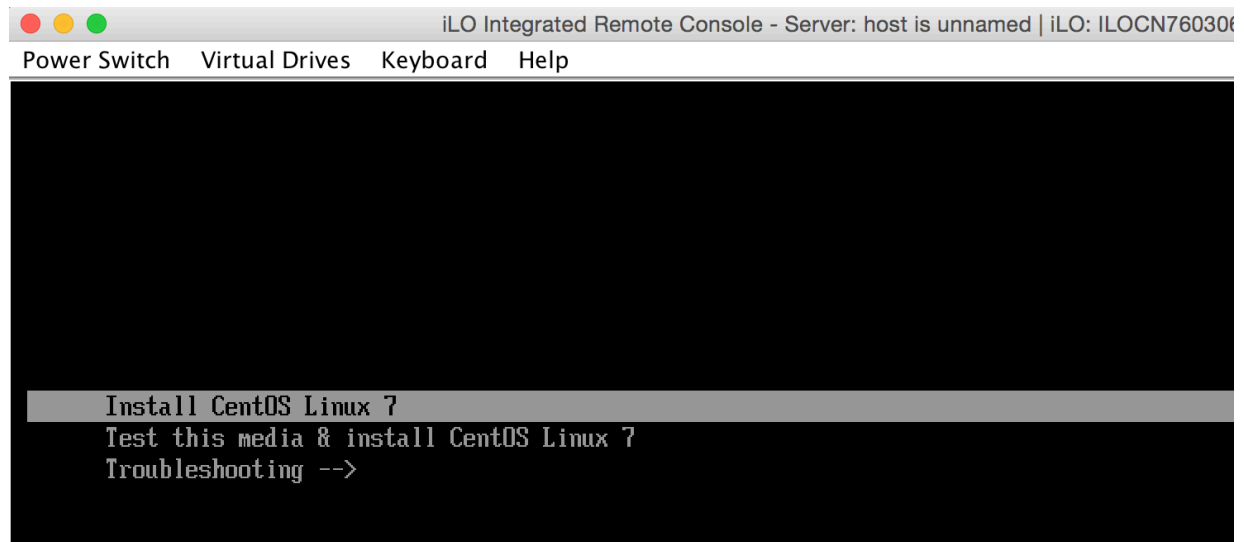 iLO Integrated Remote Console - Server: host is unnamed | iLO: ILOCN760306
Power Switch Virtual Drives Keyboard Help
Install CentOS Linux 7
Test this media & install CentOS Linux 7
Troubleshooting -->